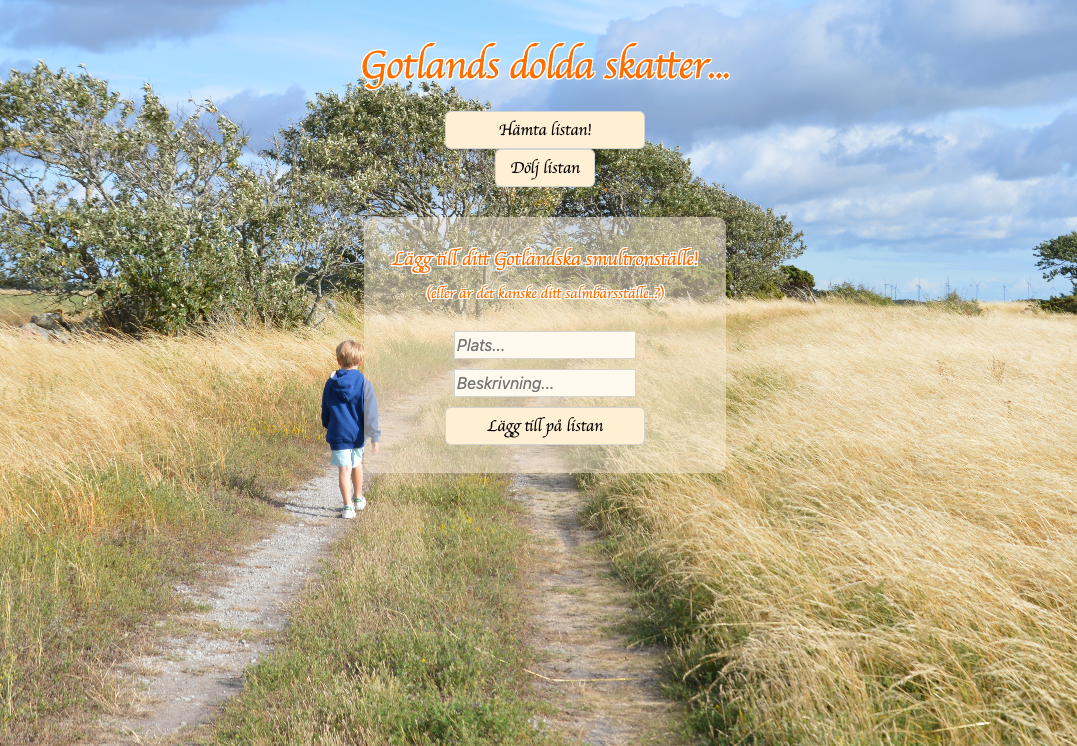 Gotlands dolda skatter...
Hämta listan!
Dölj listan
Lägg till ditt Gotländska smultronställe!
(eller är det kanske ditt salmbärsställe..?)
Plats...
Beskrivning...
Lägg till på listan